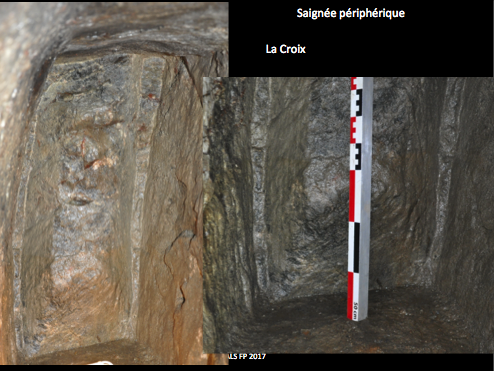 Saignée périphérique
La Croix
ALS FP 2017